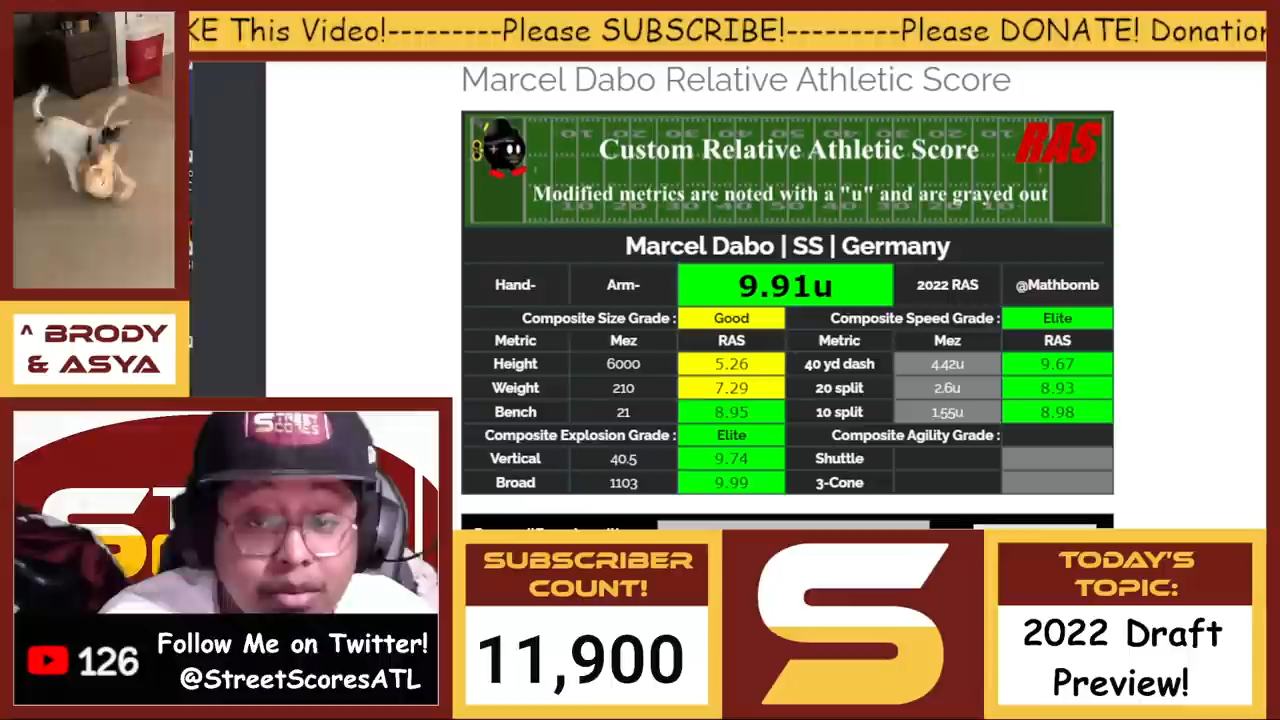 KE This Video!---------Please SUBSCRIBE!---------Please DONATE! Donation
Marcel Dabo Relative Athletic Score
Custom Relative Athletic Score
RAS
Modified metrics are noted with a "u" and are grayed out
Marcel Dabo | SS | Germany
Hand- Arm- 9.91u 2022 RAS @Mathbomb
Composite Size Grade : Good Composite Speed Grade : Elite
Metric Mez RAS Metric Mez RAS
Height 6000 5.26 40 yd dash 4.42u 9.67
Weight 210 7.29 20 split 2.6u 8.93
Bench 21 8.95 10 split 1.55u 8.98
Composite Explosion Grade : Elite Composite Agility Grade :
Vertical 40.5 9.74 Shuttle
Broad 1103 9.99 3-Cone
^ BRODY
& ASYA
SCORES
126
Follow Me on Twitter!
@StreetScoresATL
SUBSCRIBER
COUNT!
11,900
S
TODAY'S
TOPIC:
2022 Draft
Preview!